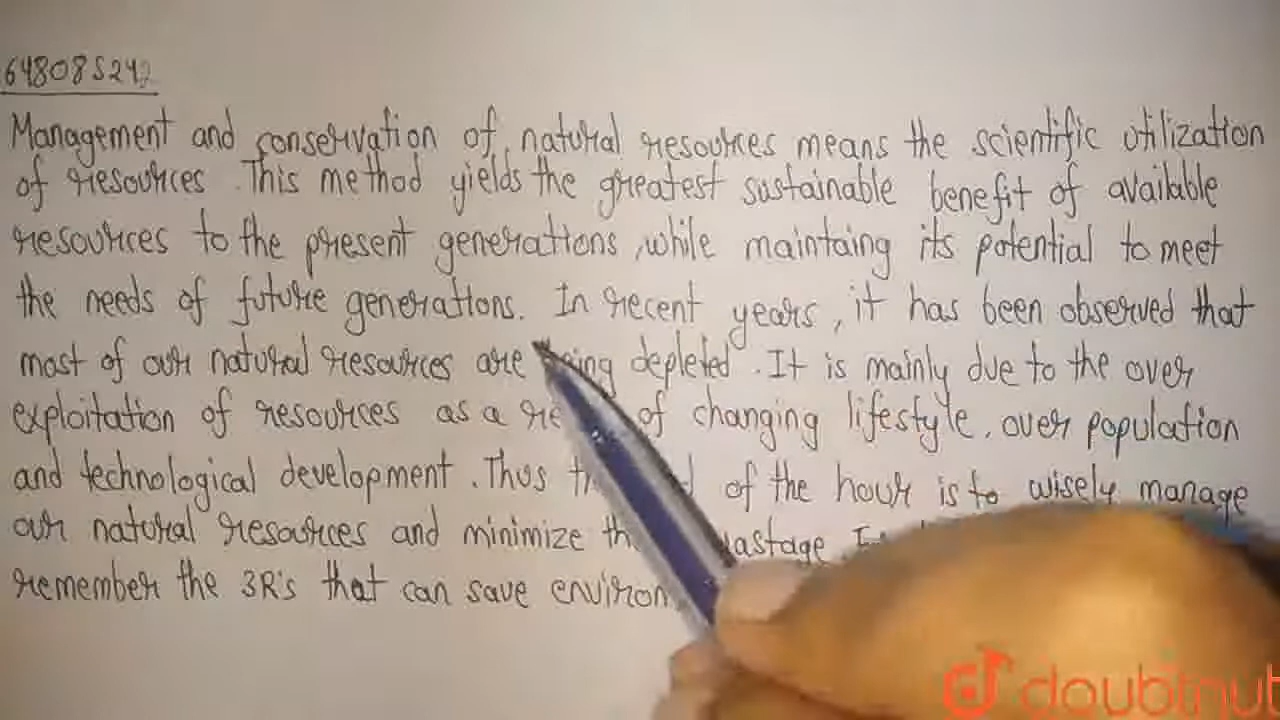 648085242
Management and conservation of natural resources means the scientific utilization
of resources. This method yields the greatest sustainable benefit of available
resources to the present generations, while maintaing its potential to meet
the needs of future generations. In recent years, it has been observed that
most of our natural resources are being depleted. It is mainly due to the over
exploitation of resources as a of changing lifestyle, over population
and technological development. Thus of the hour is to wisely manage
our natural resources and minimize
remember the 3R's that can save
doubtnut